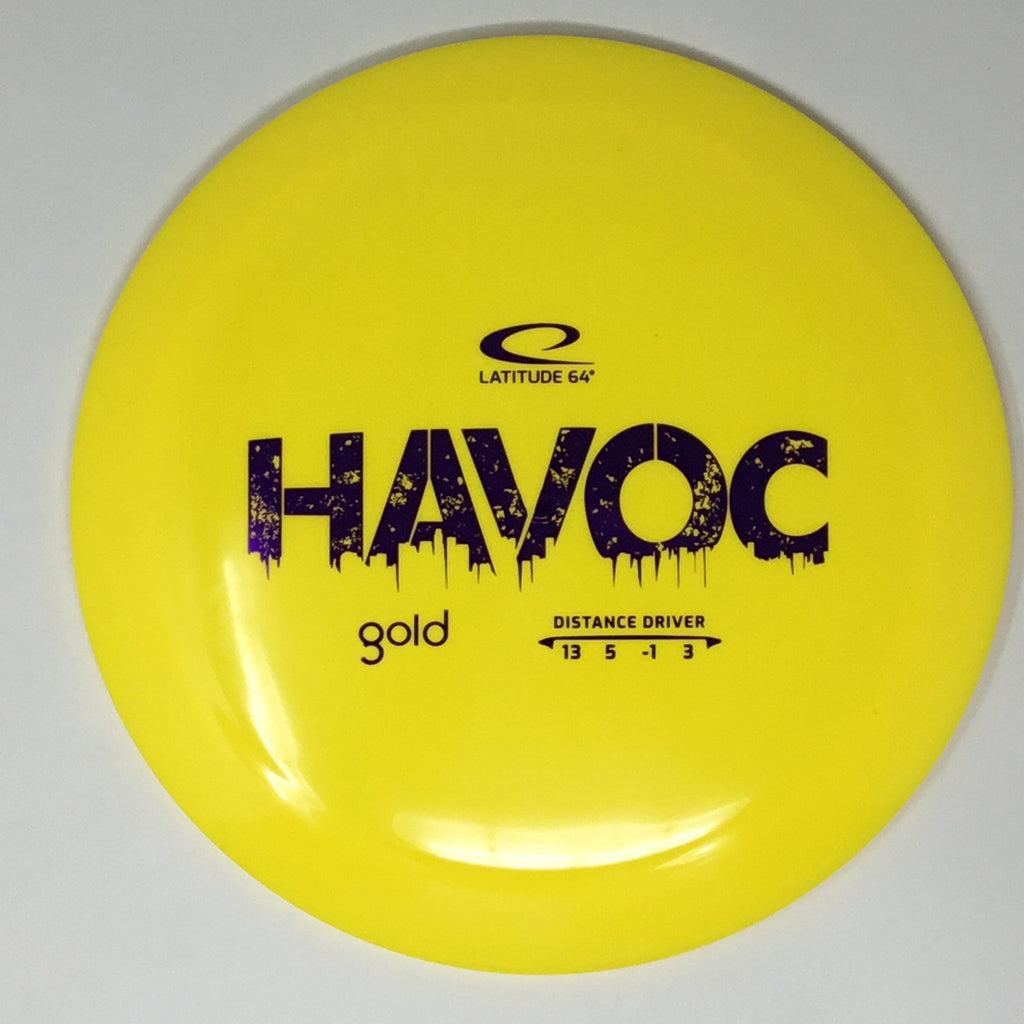 LATITUDE 64°
HAVOC
gold
DISTANCE DRIVER
13 5 -1 3